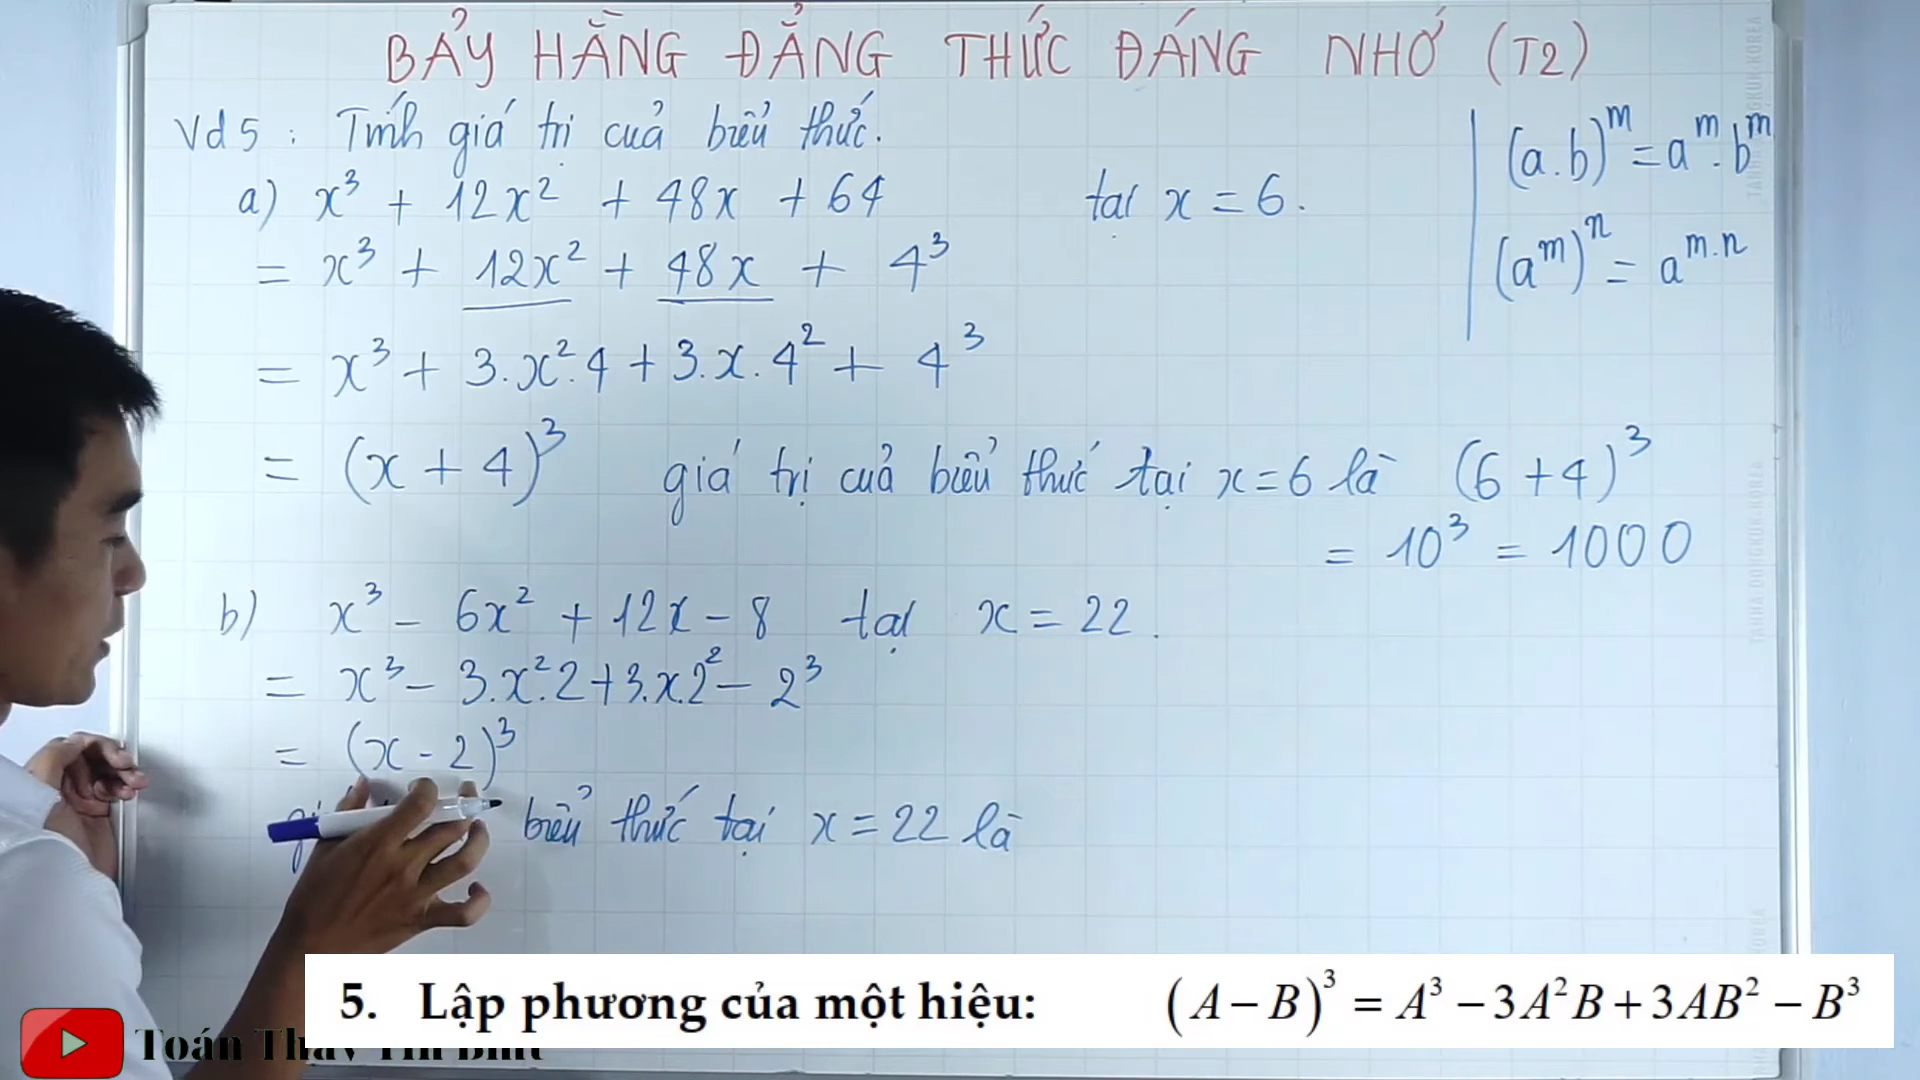 BẢY HẰNG ĐẲNG THỨC ĐÁNG NHỚ (T2)
Vd5 : Tính giá trị của biểu thức.
a) x³ + 12x² + 48x + 64 tại x = 6.
= x³ + 12x² + 48x + 4³
= x³ + 3.x².4 + 3.x.4² + 4³
= (x + 4)³ giá trị của biểu thức tại x = 6 là (6 + 4)³
= 10³ = 1000
(a.b)ᵐ = aᵐ.bᵐ
(aᵐ)ⁿ = aᵐ·ⁿ
b) x³ - 6x² + 12x - 8 tại x = 22.
= x³ - 3.x².2 + 3.x.2² - 2³
= (x - 2)³
biểu thức tại x = 22 là
5. Lập phương của một hiệu: (A − B)³ = A³ − 3A²B + 3AB² − B³
Toán Thầy